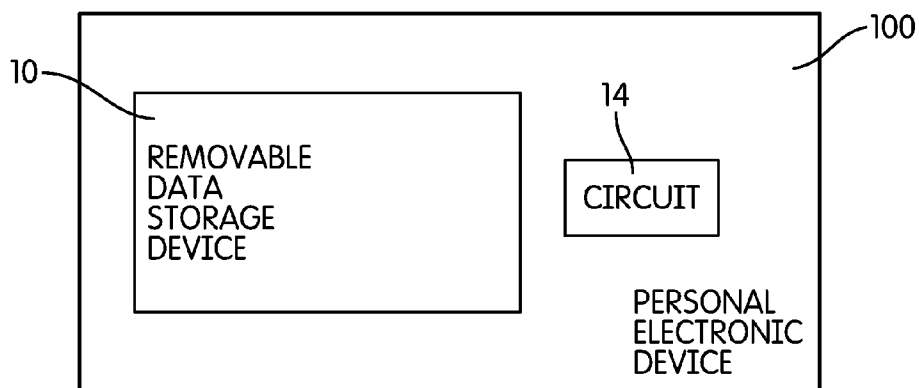 100
10
14
REMOVABLE
DATA
STORAGE
DEVICE
CIRCUIT
PERSONAL
ELECTRONIC
DEVICE